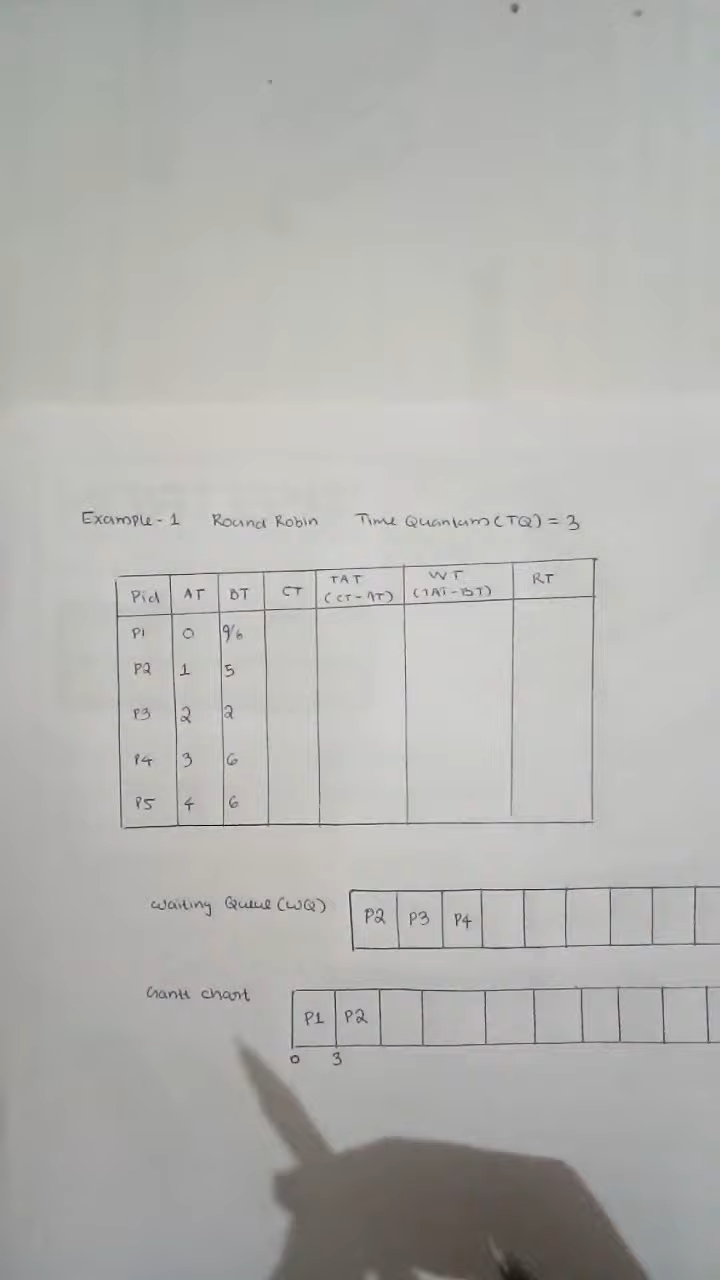 Example-1 Round Robin Time Quantum(TQ) = 3
Pid AT BT CT TAT (CT-AT) WT (TAT-BT) RT
P1 0 9/6
P2 1 5
P3 2 2
P4 3 6
P5 4 6
Waiting Queue(WQ) P2 P3 P4
Gantt chart P1 P2
0 3